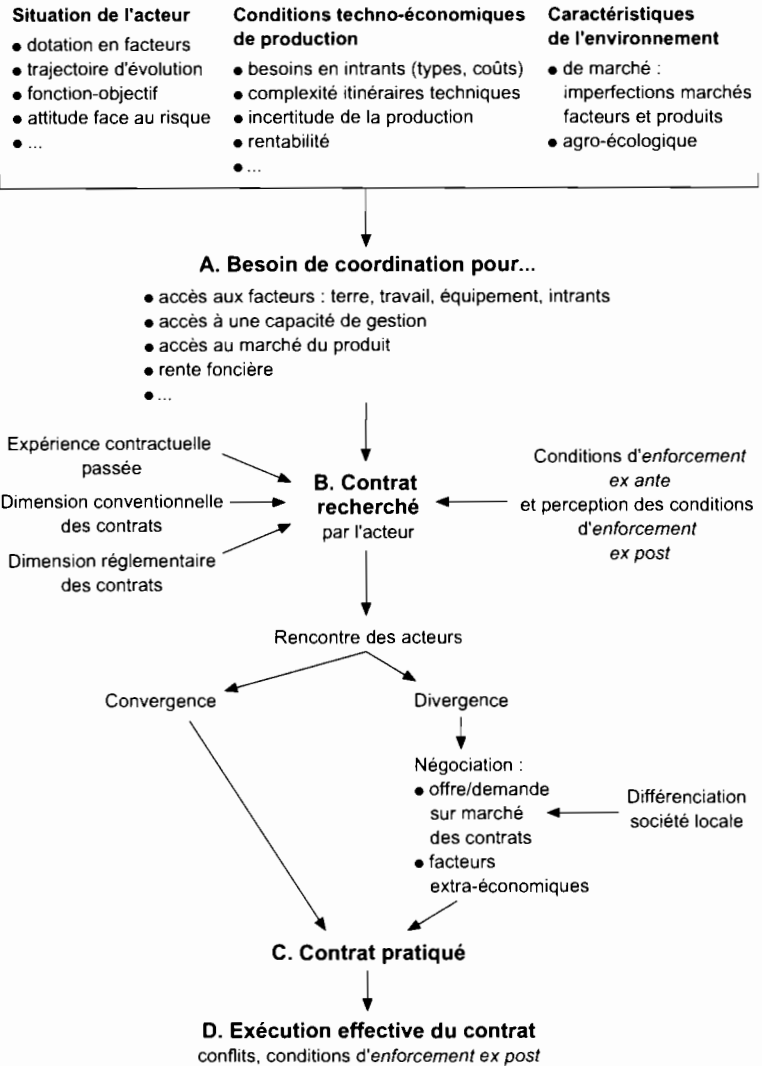 Situation de l'acteur
● dotation en facteurs
● trajectoire d'évolution
● fonction-objectif
● attitude face au risque
● ...
Conditions techno-économiques
de production
● besoins en intrants (types, coûts)
● complexité itinéraires techniques
● incertitude de la production
● rentabilité
● ...
Caractéristiques
de l'environnement
● de marché :
imperfections marchés
facteurs et produits
● agro-écologique
A. Besoin de coordination pour...
● accès aux facteurs : terre, travail, équipement, intrants
● accès à une capacité de gestion
● accès au marché du produit
● rente foncière
● ...
Expérience contractuelle
passée
Dimension conventionnelle
des contrats
Dimension réglementaire
des contrats
B. Contrat
recherché
par l'acteur
Conditions d'enforcement
ex ante
et perception des conditions
d'enforcement
ex post
Rencontre des acteurs
Convergence
Divergence
Négociation :
● offre/demande
sur marché
des contrats
● facteurs
extra-économiques
Différenciation
société locale
C. Contrat pratiqué
D. Exécution effective du contrat
conflits, conditions d'enforcement ex post